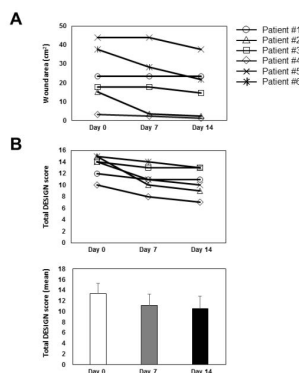 A
Wound area (cm²)
50
40
30
20
10
0
Day 0 Day 7 Day 14
Patient #1
Patient #2
Patient #3
Patient #4
Patient #5
Patient #6
B
Total DESIGN score
16
14
12
10
8
6
4
2
0
Day 0 Day 7 Day 14
Total DESIGN score (mean)
18
16
14
12
10
8
6
4
2
0
Day 0 Day 7 Day 14